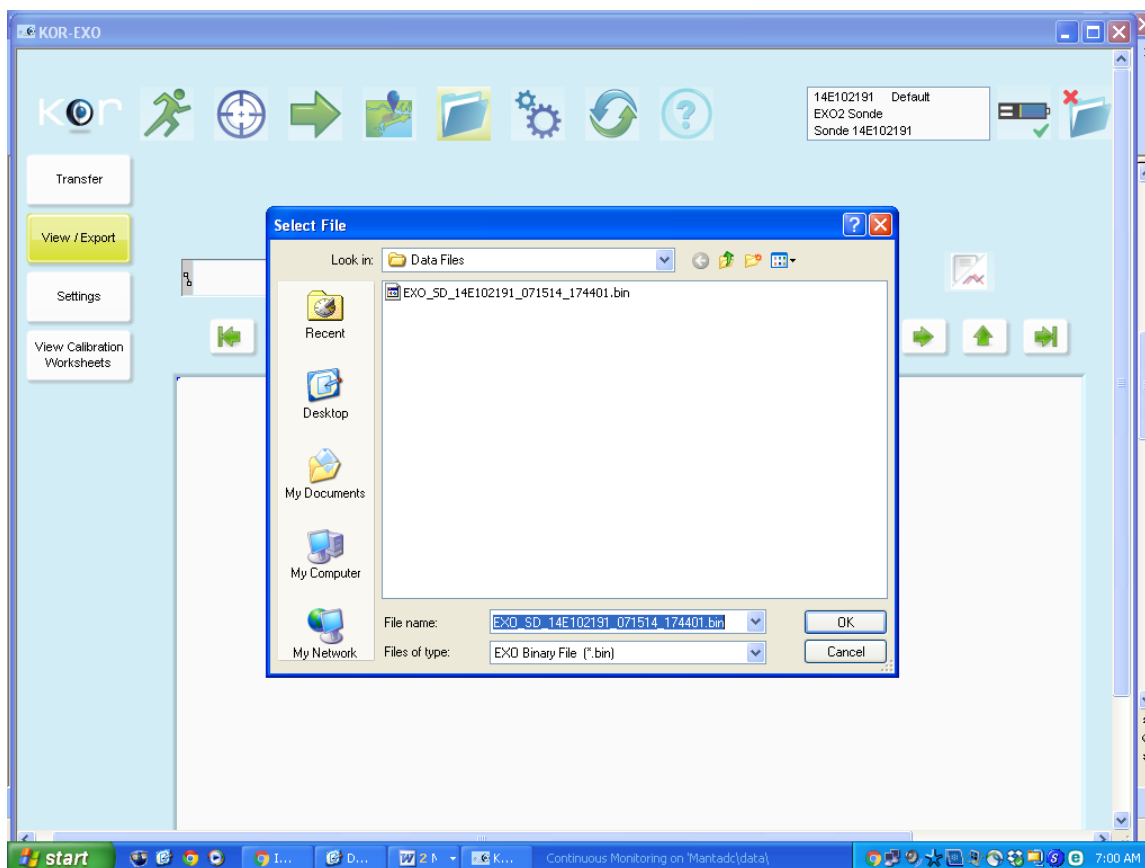 KOR-EXO
kor
14E102191 Default
EXO2 Sonde
Sonde 14E102191
Transfer
View / Export
Settings
View Calibration
Worksheets
Select File
Look in:
Data Files
EXO_SD_14E102191_071514_174401.bin
Recent
Desktop
My Documents
My Computer
My Network
File name:
EXO_SD_14E102191_071514_174401.bin
OK
Files of type:
EXO Binary File (*.bin)
Cancel
start
I...
D...
2 M
K...
Continuous Monitoring on 'Mantadc\data\
7:00 AM